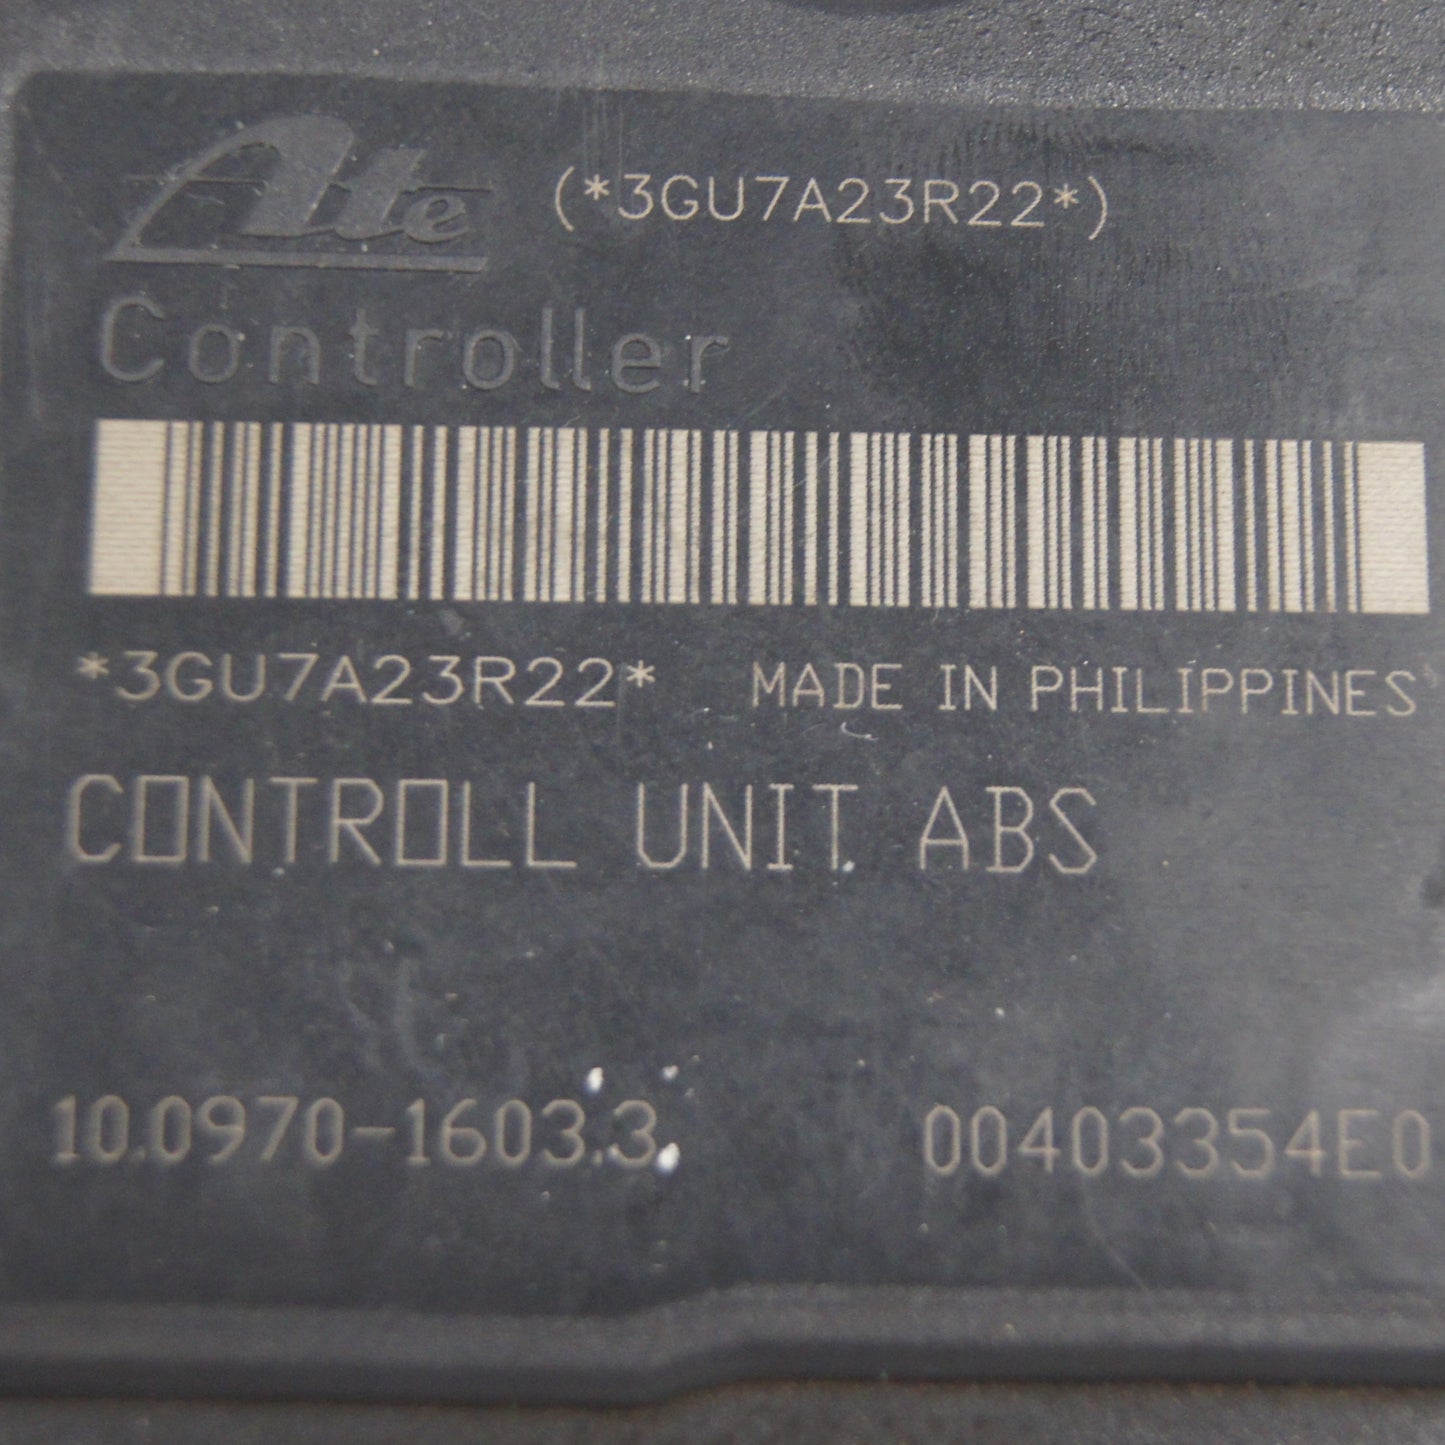 Ate (*3GU7A23R22*)
Controller
*3GU7A23R22* MADE IN PHILIPPINES
CONTROLL UNIT ABS
10.0970-1603.3 00403354E0